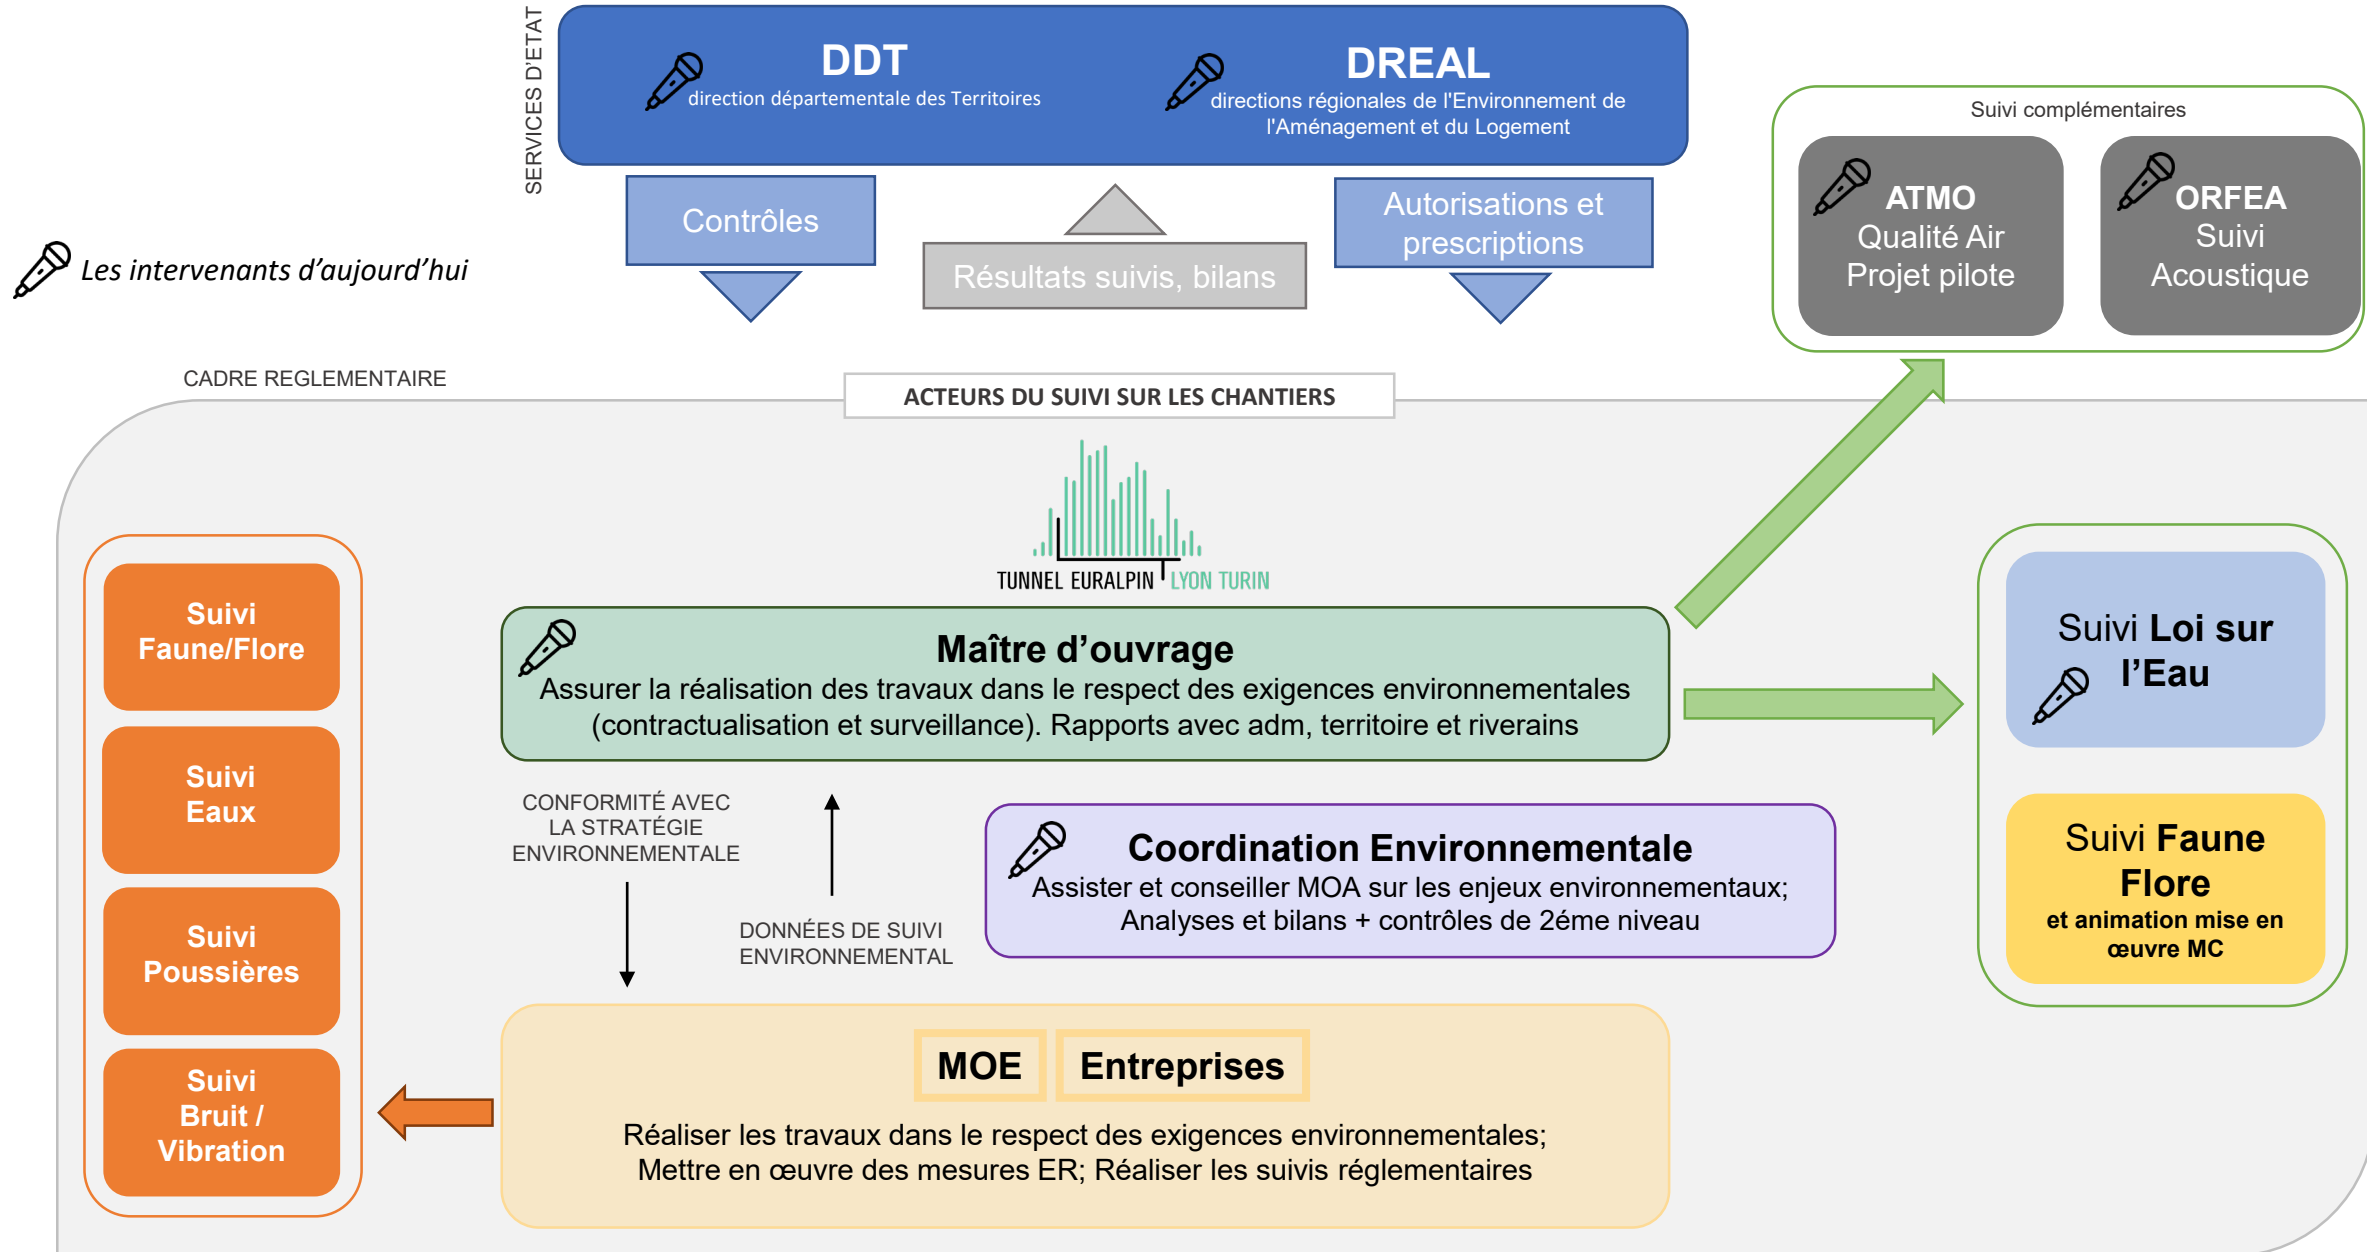 SERVICES D'ETAT
DDT
direction départementale des Territoires
DREAL
directions régionales de l'Environnement de
l'Aménagement et du Logement
Contrôles
Résultats suivis, bilans
Autorisations et
prescriptions
Suivi complémentaires
ATMO
Qualité Air
Projet pilote
ORFEA
Suivi
Acoustique
Les intervenants d'aujourd'hui
CADRE REGLEMENTAIRE
ACTEURS DU SUIVI SUR LES CHANTIERS
TUNNEL EURALPIN LYON TURIN
Suivi
Faune/Flore
Suivi
Eaux
Suivi
Poussières
Suivi
Bruit /
Vibration
Maître d'ouvrage
Assurer la réalisation des travaux dans le respect des exigences environnementales
(contractualisation et surveillance). Rapports avec adm, territoire et riverains
CONFORMITÉ AVEC
LA STRATÉGIE
ENVIRONNEMENTALE
DONNÉES DE SUIVI
ENVIRONNEMENTAL
Coordination Environnementale
Assister et conseiller MOA sur les enjeux environnementaux;
Analyses et bilans + contrôles de 2éme niveau
MOE
Entreprises
Réaliser les travaux dans le respect des exigences environnementales;
Mettre en œuvre des mesures ER; Réaliser les suivis réglementaires
Suivi Loi sur
l'Eau
Suivi Faune
Flore
et animation mise en
œuvre MC